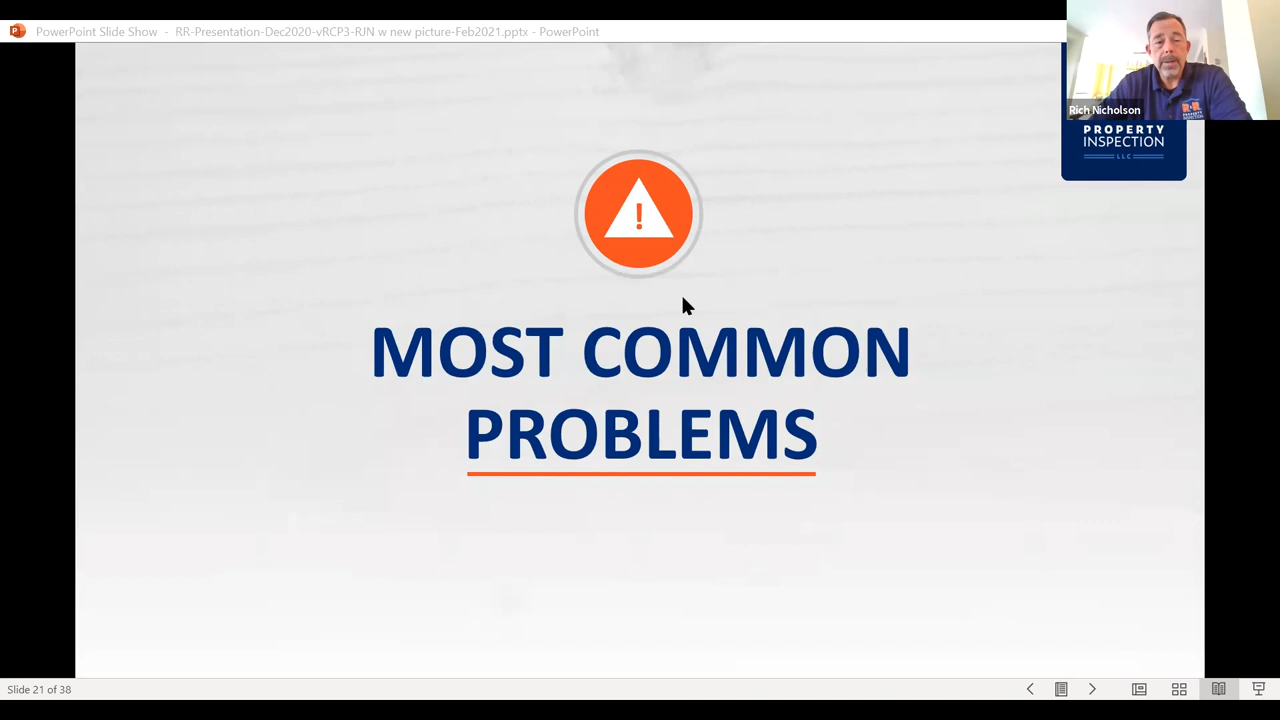 PowerPoint Slide Show - RR-Presentation-Dec2020-vRCP3-RJN w new picture-Feb2021.pptx - PowerPoint
Rich Nicholson
R&R
PROPERTY
INSPECTION
LLC
!
MOST COMMON
PROBLEMS
Slide 21 of 38